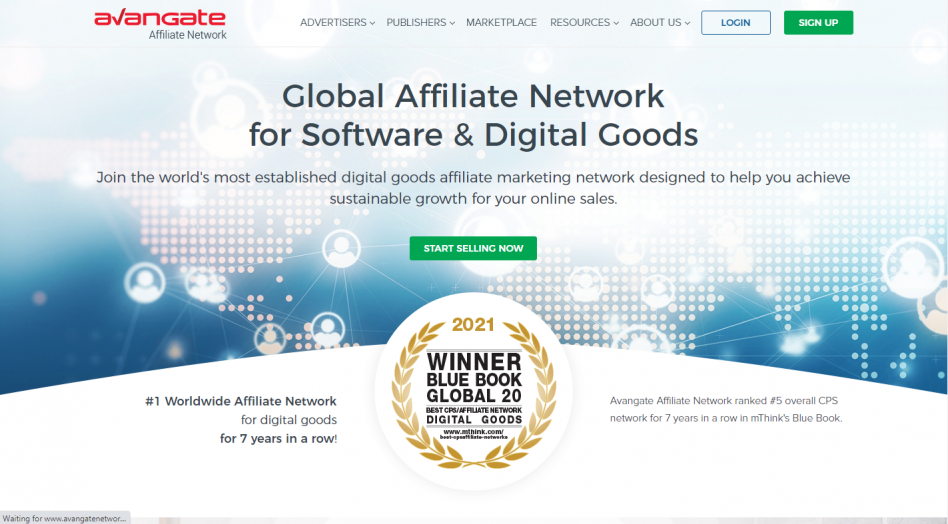 avangate
Affiliate Network
ADVERTISERS PUBLISHERS MARKETPLACE RESOURCES ABOUT US LOGIN SIGN UP
Global Affiliate Network
for Software & Digital Goods
Join the world's most established digital goods affiliate marketing network designed to help you achieve
sustainable growth for your online sales.
START SELLING NOW
2021
WINNER
BLUE BOOK
GLOBAL 20
BEST CPS/AFFILIATE NETWORK
DIGITAL GOODS
www.mthink.com/
best-cpsaffiliate-networks
#1 Worldwide Affiliate Network
for digital goods
for 7 years in a row!
Avangate Affiliate Network ranked #5 overall CPS
network for 7 years in a row in mThink's Blue Book.
Waiting for www.avangatenetwor...